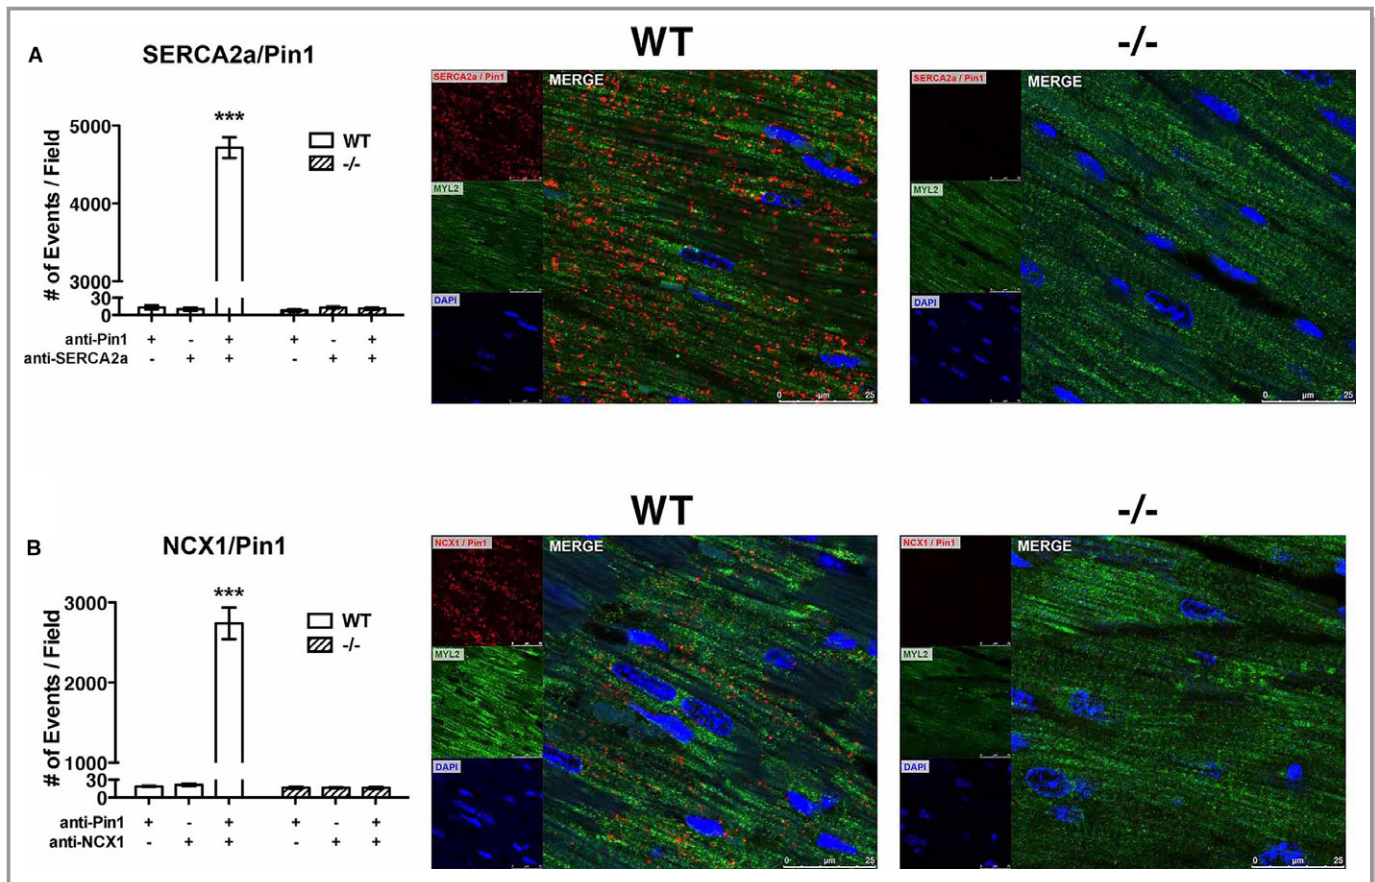 A
SERCA2a/Pin1
# of Events / Field
5000
4000
3000
30
0
***
WT
-/-
anti-Pin1 + - + + - +
anti-SERCA2a - + + - + +
WT
SERCA2a / Pin1
MERGE
MYL2
DAPI
0 µm 25
-/-
SERCA2a / Pin1
MERGE
MYL2
DAPI
0 µm 25
B
NCX1/Pin1
# of Events / Field
3000
2000
1000
30
0
***
WT
-/-
anti-Pin1 + - + + - +
anti-NCX1 - + + - + +
WT
NCX1 / Pin1
MERGE
MYL2
DAPI
0 µm 25
-/-
NCX1 / Pin1
MERGE
MYL2
DAPI
0 µm 25